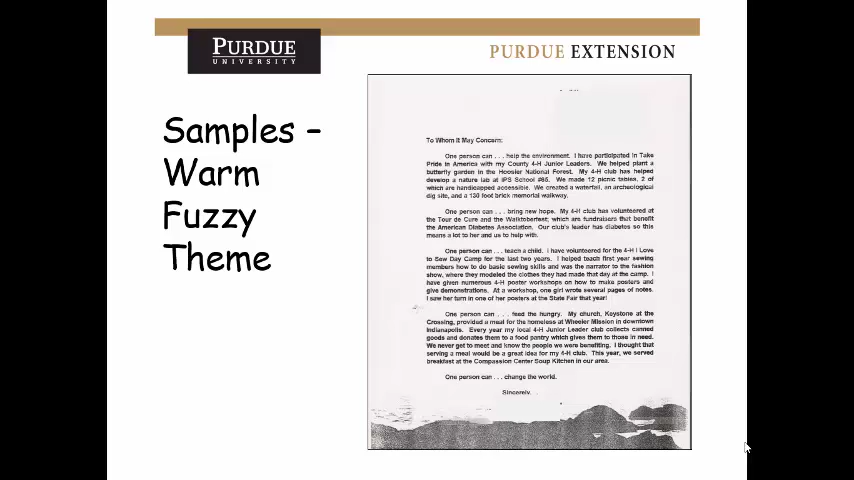 PURDUE
UNIVERSITY
PURDUE EXTENSION
Samples –
Warm
Fuzzy
Theme
To Whom It May Concern:
One person can . . . help the environment. I have participated in Take
Pride in America with my County 4-H Junior Leaders. We helped plant a
butterfly garden in the Hoosier National Forest. My 4-H club has helped
develop a nature lab at IPS School #65. We made 12 picnic tables, 2 of
which are handicapped accessible. We created a waterfall, an archeological
dig site, and a 130 foot brick memorial walkway.
One person can . . . bring new hope. My 4-H club has volunteered at
the Tour de Cure and the Walktoberfest; which are fundraisers that benefit
the American Diabetes Association. Our club's leader has diabetes so this
means a lot to her and us to help with.
One person can . . . teach a child. I have volunteered for the 4-H I Love
to Sew Day Camp for the last two years. I helped teach first year sewing
members how to do basic sewing skills and was the narrator to the fashion
show, where they modeled the clothes they had made that day at the camp. I
have given numerous 4-H poster workshops on how to make posters and
give demonstrations. At a workshop, one girl wrote several pages of notes.
I saw her turn in one of her posters at the State Fair that year!
One person can . . . feed the hungry. My church, Keystone at the
Crossing, provided a meal for the homeless at Wheeler Mission in downtown
Indianapolis. Every year my local 4-H Junior Leader club collects canned
goods and donates them to a food pantry which gives them to those in need.
We never get to meet and know the people we were benefiting. I thought that
serving a meal would be a great idea for my 4-H club. This year, we served
breakfast at the Compassion Center Soup Kitchen in our area.
One person can . . . change the world.
Sincerely,